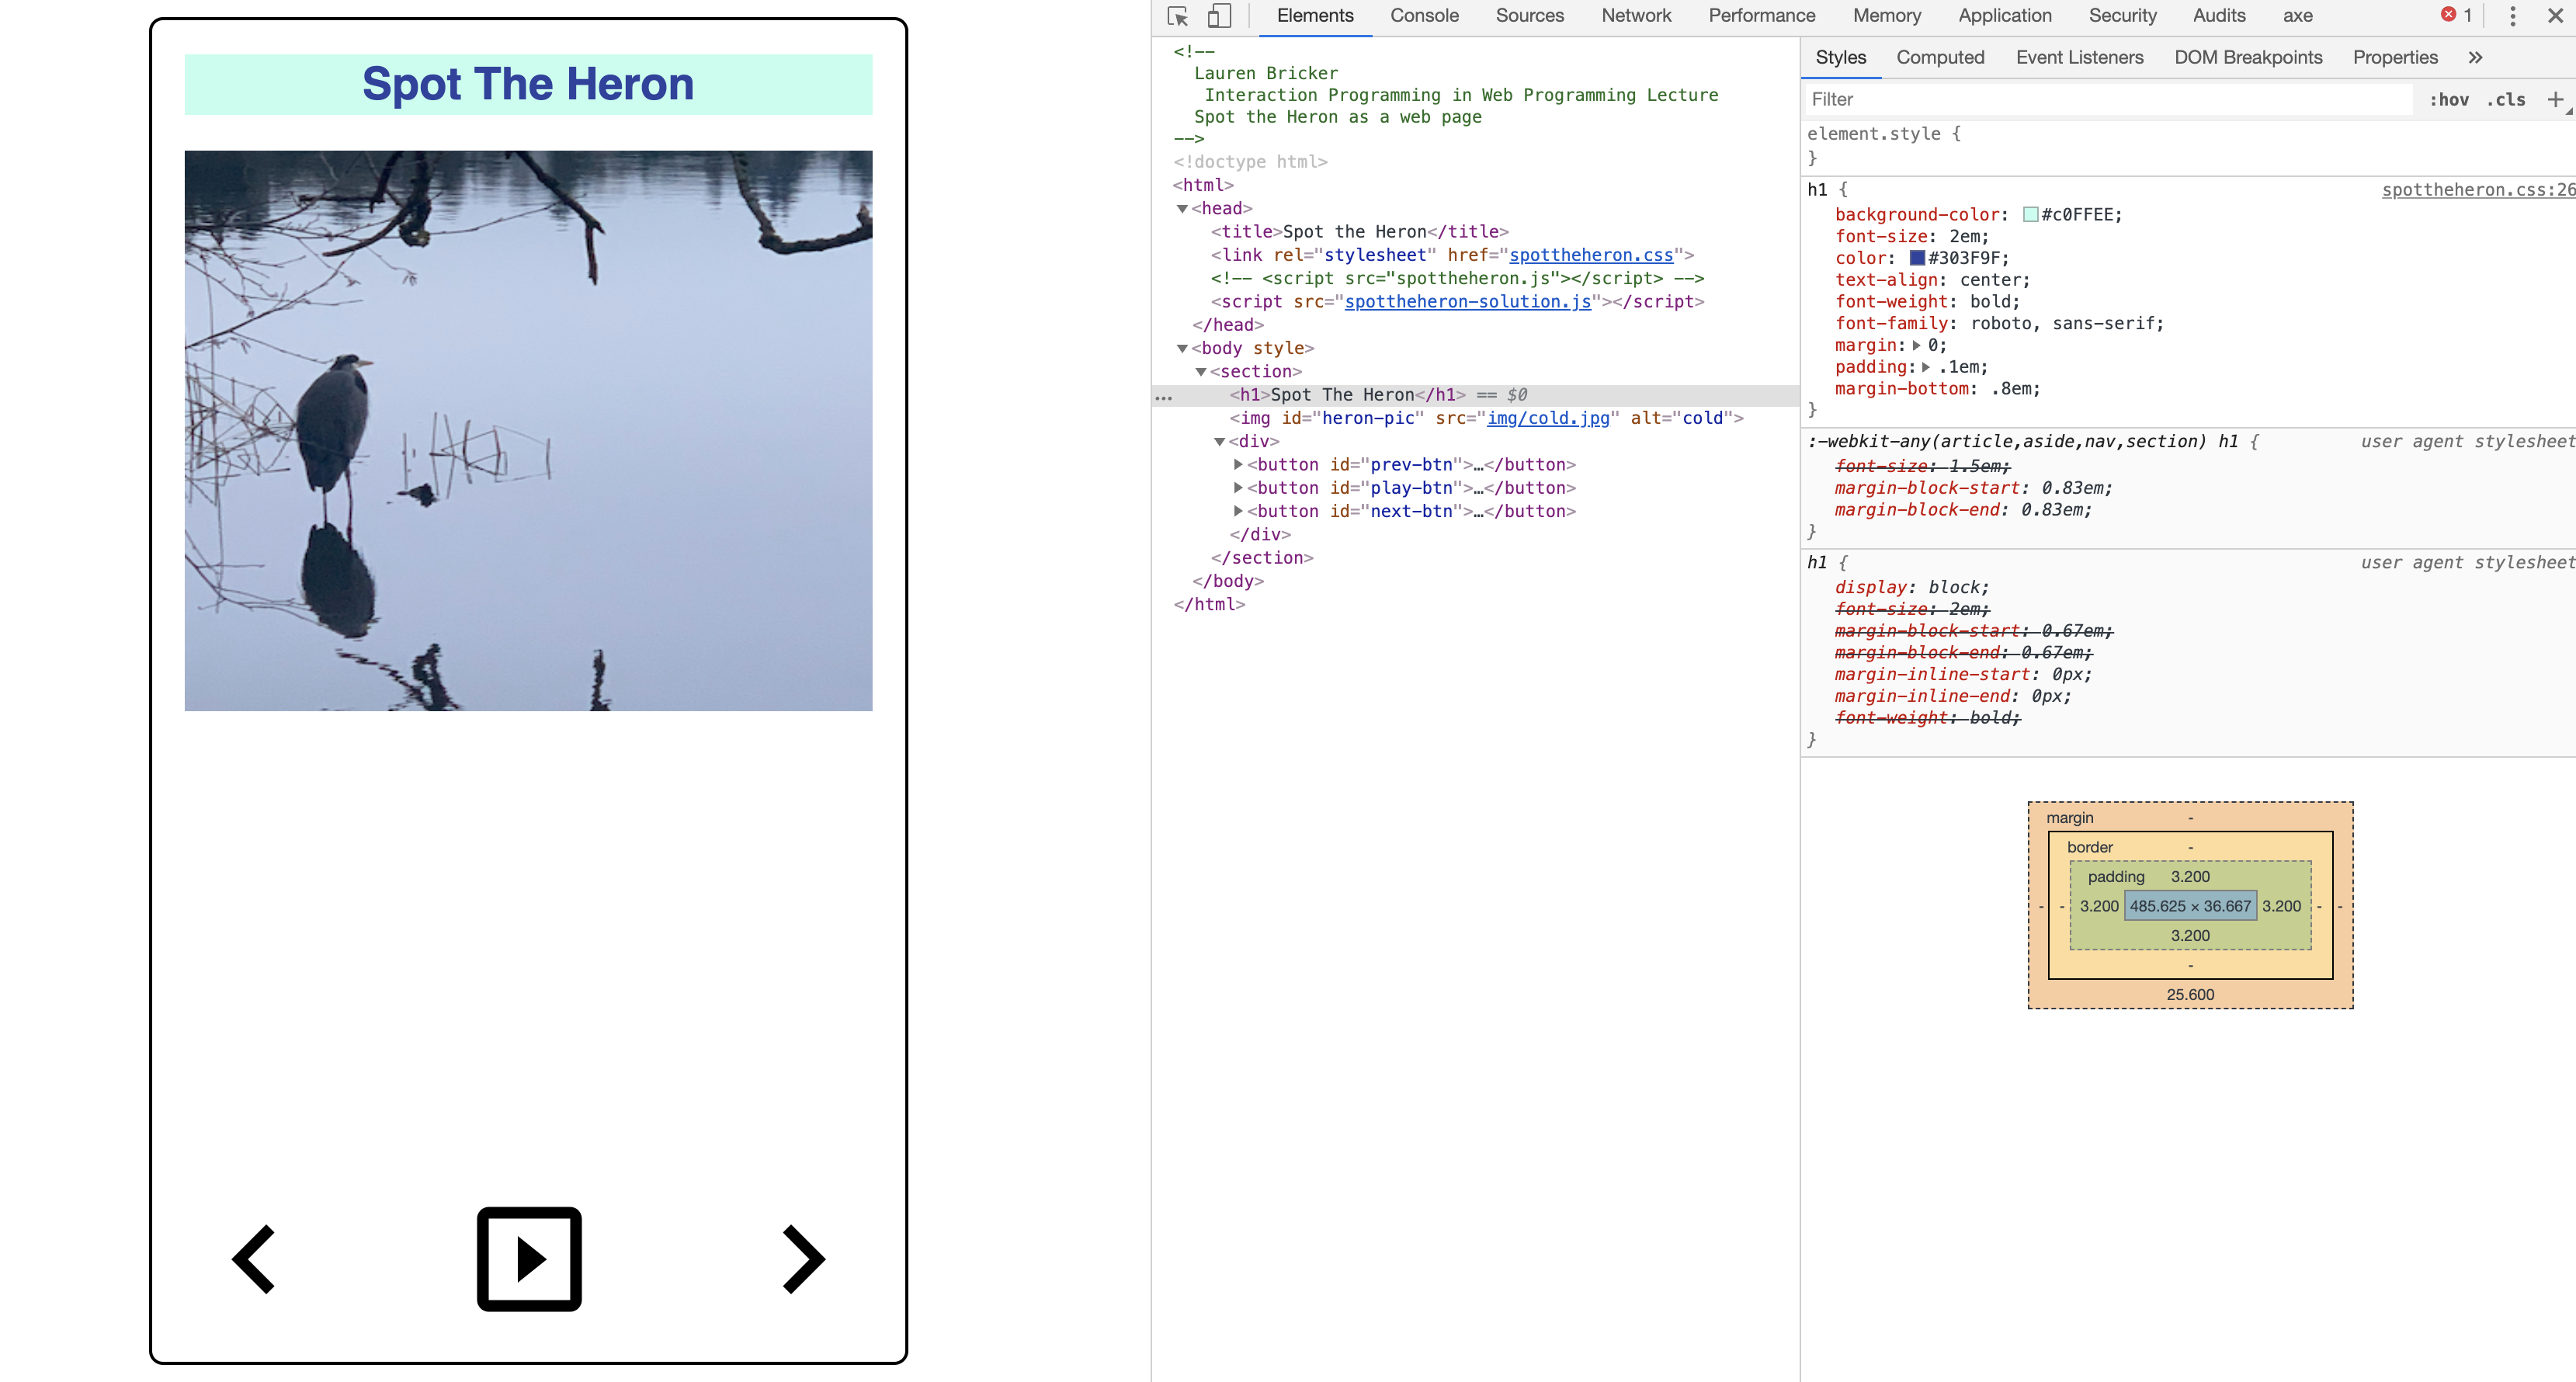 Spot The Heron
Elements Console Sources Network Performance Memory Application Security Audits axe 1
<!--
Lauren Bricker
Interaction Programming in Web Programming Lecture
Spot the Heron as a web page
-->
<!doctype html>
<html>
<head>
<title>Spot the Heron</title>
<link rel="stylesheet" href="spottheheron.css">
<!-- <script src="spottheheron.js"></script> -->
<script src="spottheheron-solution.js"></script>
</head>
<body style>
<section>
... <h1>Spot The Heron</h1> == $0
<img id="heron-pic" src="img/cold.jpg" alt="cold">
<div>
<button id="prev-btn">…</button>
<button id="play-btn">…</button>
<button id="next-btn">…</button>
</div>
</section>
</body>
</html>
Styles Computed Event Listeners DOM Breakpoints Properties »
Filter :hov .cls +
element.style {
}
h1 { spottheheron.css:26
background-color: #c0FFEE;
font-size: 2em;
color: #303F9F;
text-align: center;
font-weight: bold;
font-family: roboto, sans-serif;
margin: 0;
padding: .1em;
margin-bottom: .8em;
}
:-webkit-any(article,aside,nav,section) h1 { user agent stylesheet
font-size: 1.5em;
margin-block-start: 0.83em;
margin-block-end: 0.83em;
}
h1 { user agent stylesheet
display: block;
font-size: 2em;
margin-block-start: 0.67em;
margin-block-end: 0.67em;
margin-inline-start: 0px;
margin-inline-end: 0px;
font-weight: bold;
}
margin -
border -
padding 3.200
- - 3.200 485.625 × 36.667 3.200 - -
3.200
-
25.600